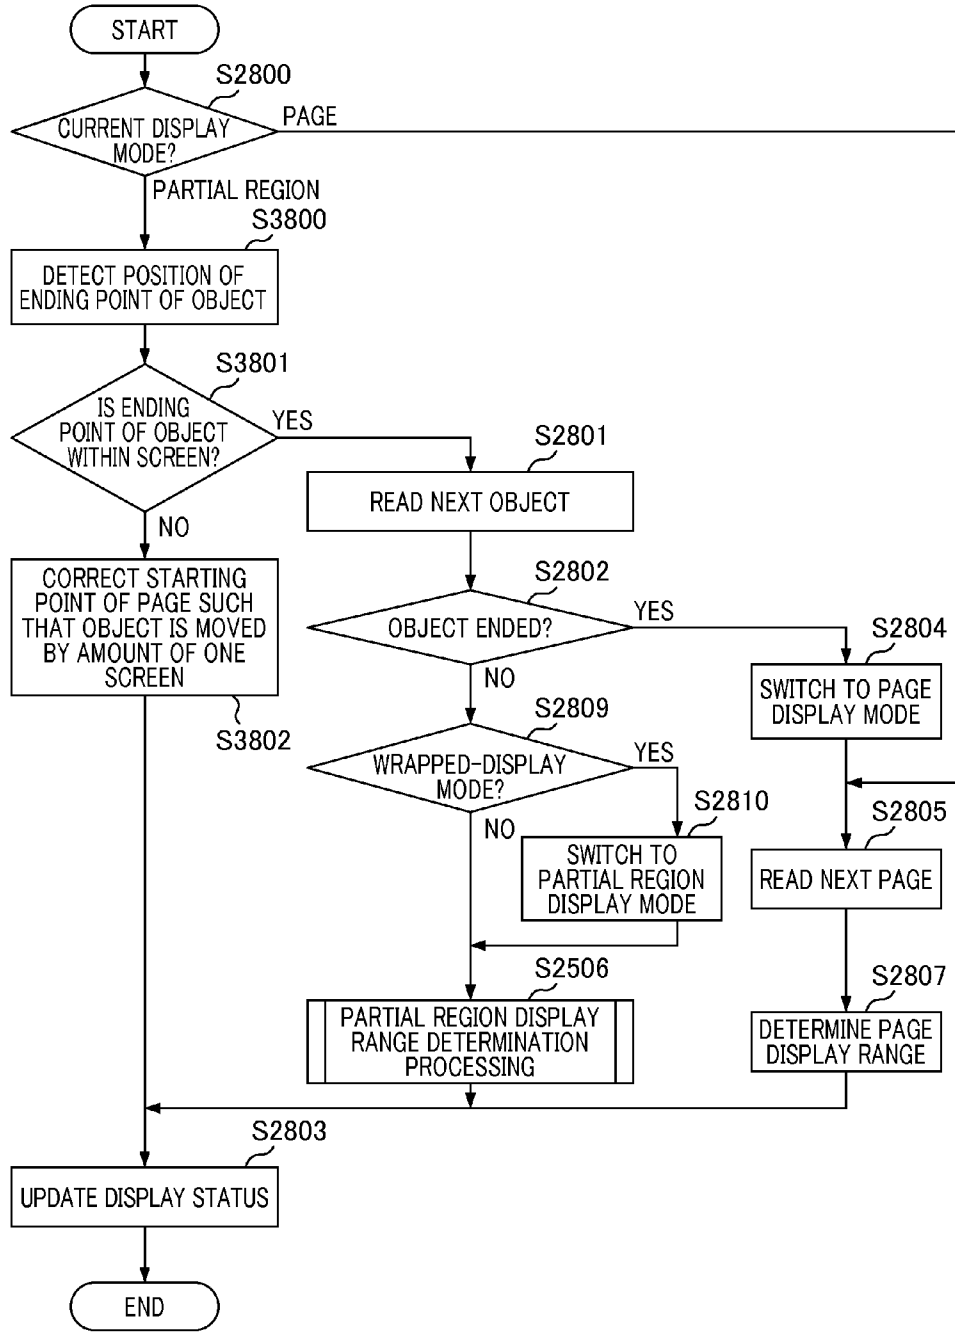 START
S2800
CURRENT DISPLAY
MODE?
PAGE
PARTIAL REGION
S3800
DETECT POSITION OF
ENDING POINT OF OBJECT
S3801
IS ENDING
POINT OF OBJECT
WITHIN SCREEN?
YES
NO
S2801
READ NEXT OBJECT
CORRECT STARTING
POINT OF PAGE SUCH
THAT OBJECT IS MOVED
BY AMOUNT OF ONE
SCREEN
S3802
S2802
OBJECT ENDED?
YES
NO
S2804
SWITCH TO PAGE
DISPLAY MODE
S2809
WRAPPED-DISPLAY
MODE?
YES
NO
S2810
SWITCH TO
PARTIAL REGION
DISPLAY MODE
S2805
READ NEXT PAGE
S2506
PARTIAL REGION DISPLAY
RANGE DETERMINATION
PROCESSING
S2807
DETERMINE PAGE
DISPLAY RANGE
S2803
UPDATE DISPLAY STATUS
END